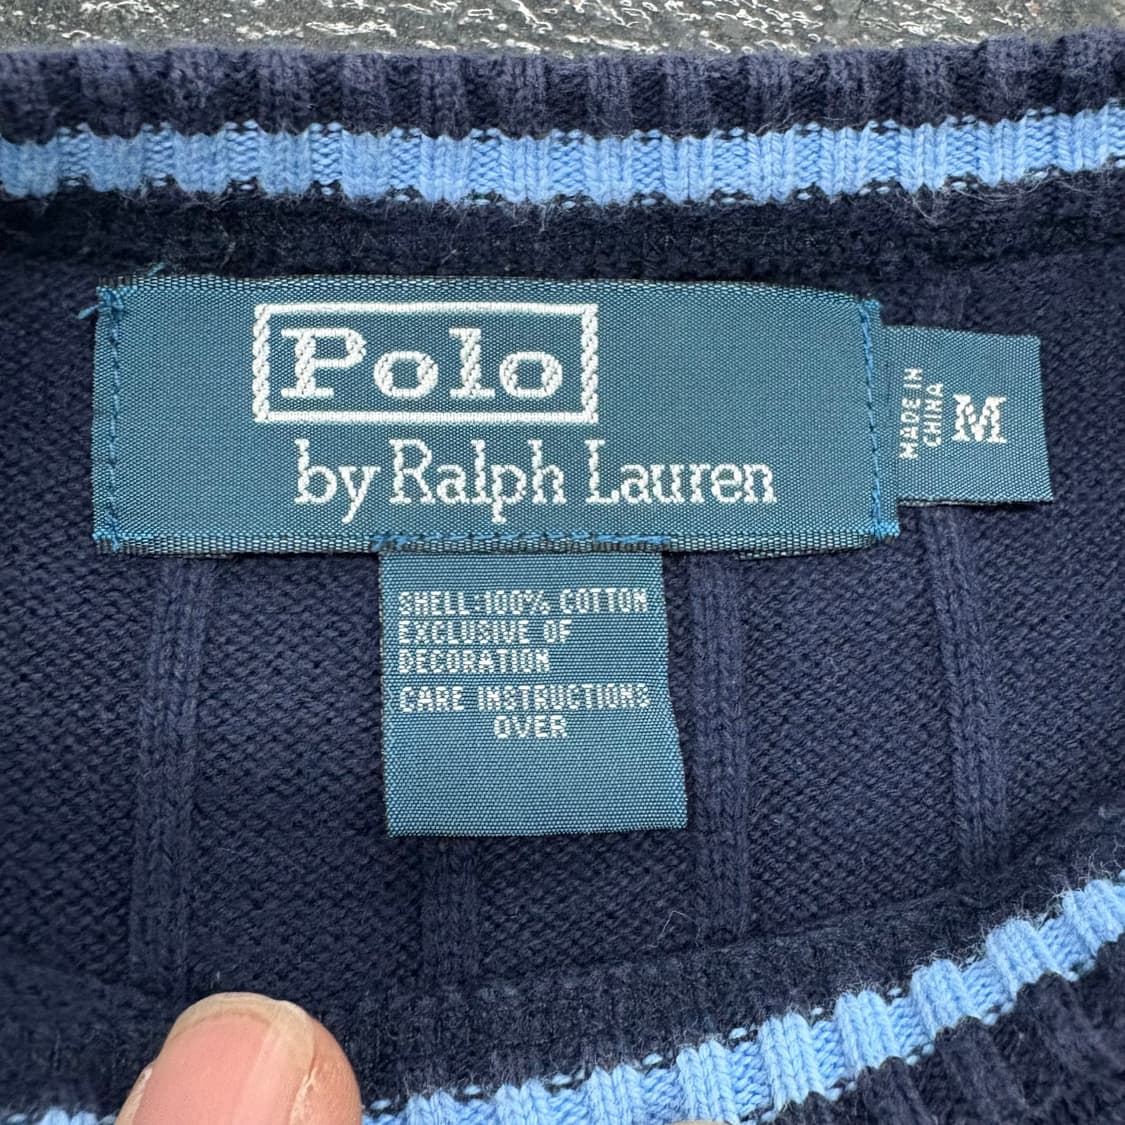 Polo
by Ralph Lauren
MADE IN
CHINA
M
SHELL-100% COTTON
EXCLUSIVE OF
DECORATION
CARE INSTRUCTIONS
OVER